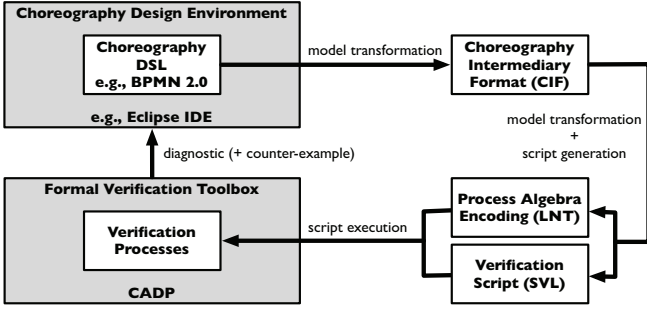 Choreography Design Environment
Choreography
DSL
e.g., BPMN 2.0
e.g., Eclipse IDE
model transformation
Choreography
Intermediary
Format (CIF)
model transformation
+
script generation
diagnostic (+ counter-example)
Formal Verification Toolbox
Verification
Processes
CADP
script execution
Process Algebra
Encoding (LNT)
Verification
Script (SVL)